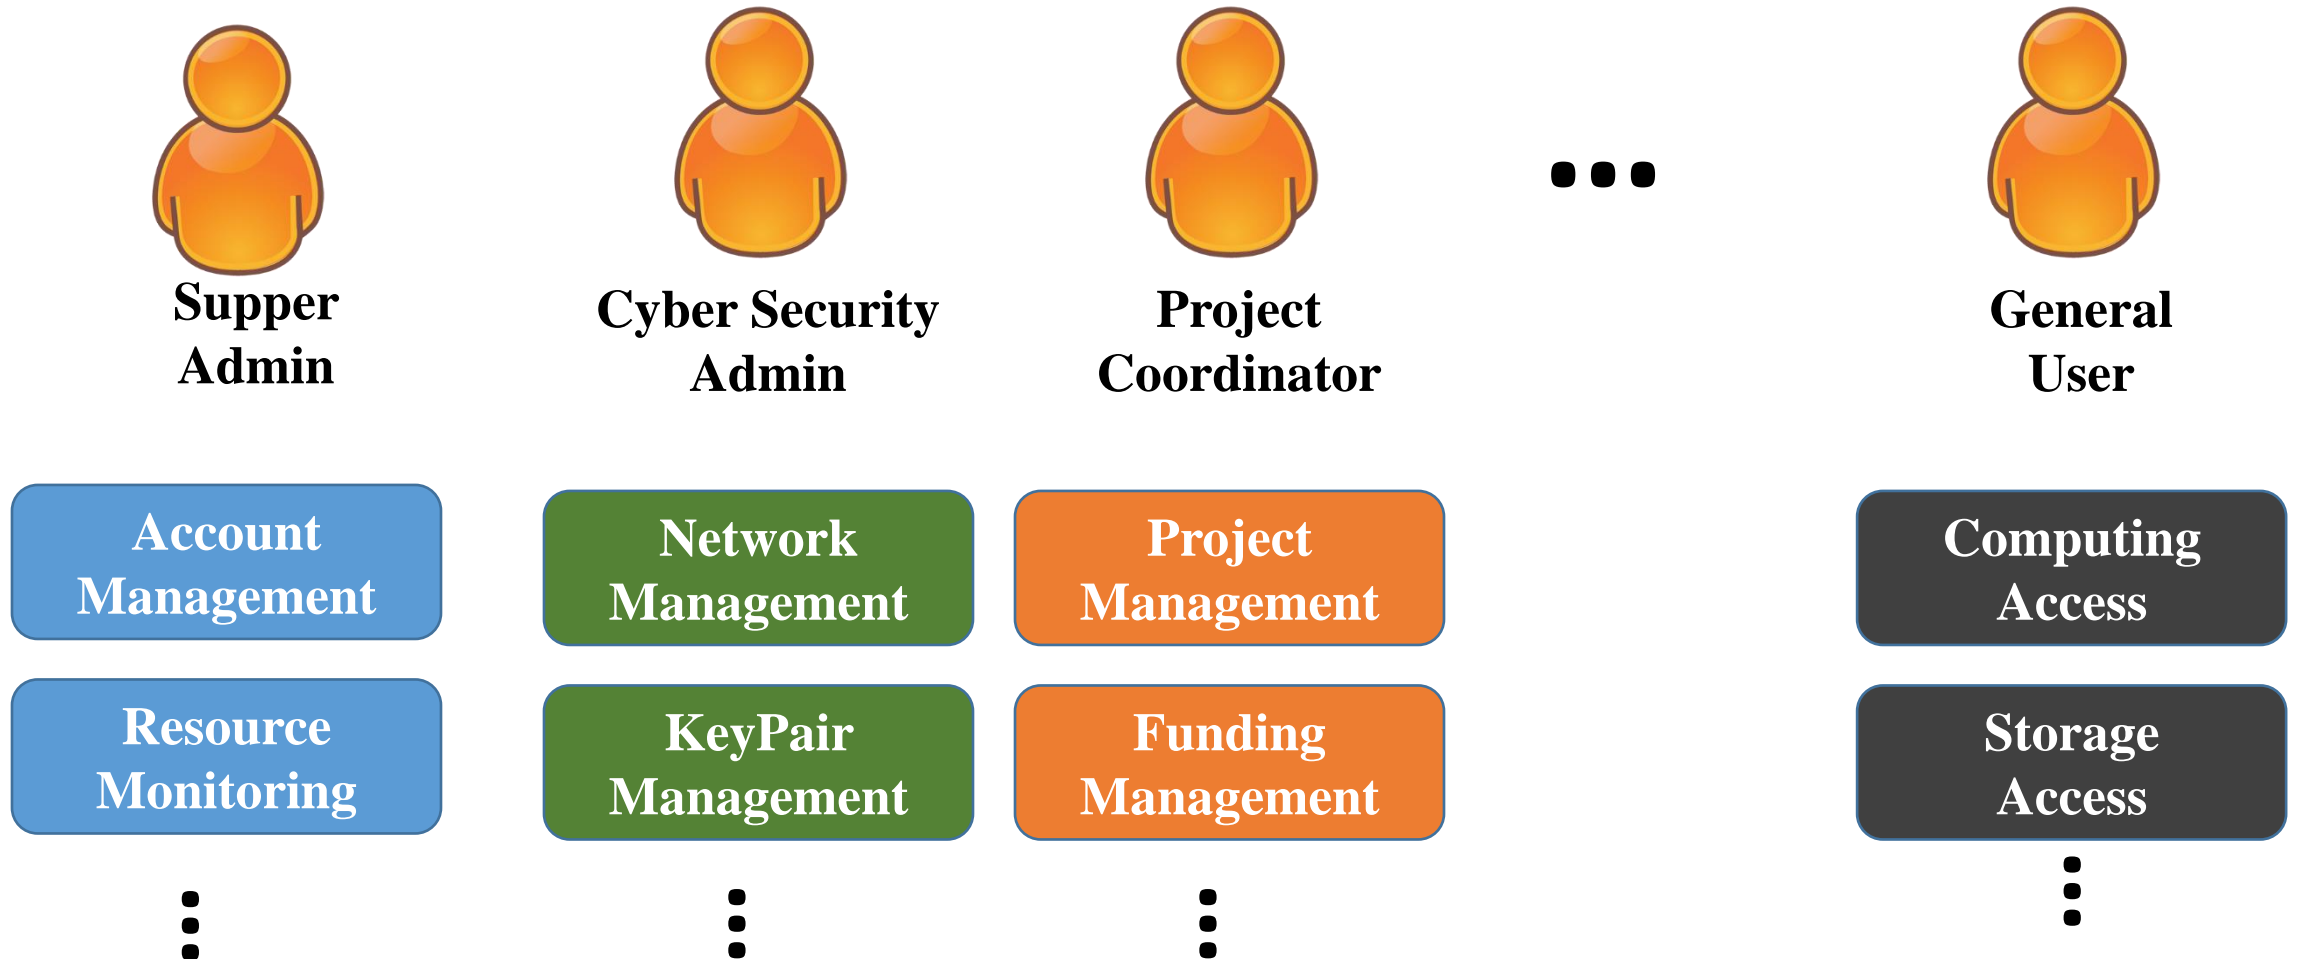 Supper
Admin
Cyber Security
Admin
Project
Coordinator
...
General
User
Account
Management
Network
Management
Project
Management
Computing
Access
Resource
Monitoring
KeyPair
Management
Funding
Management
Storage
Access